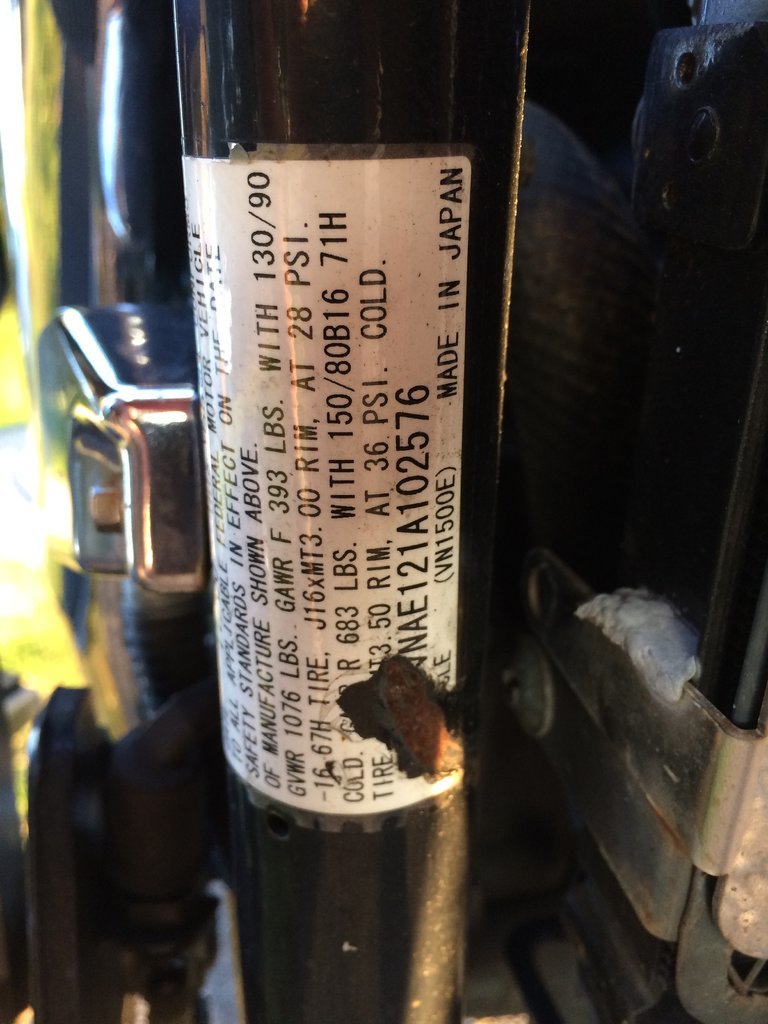 TO ALL APPLICABLE FEDERAL MOTOR VEHICLE
SAFETY STANDARDS IN EFFECT ON THE DATE
OF MANUFACTURE SHOWN ABOVE.
GVWR 1076 LBS. GAWR F 393 LBS. WITH 130/90
-16 67H TIRE, J16xMT3.00 RIM, AT 28 PSI.
COLD. R 683 LBS. WITH 150/80B16 71H
TIRE T3.50 RIM, AT 36 PSI. COLD.
NAE121A102576
LE (VN1500E) MADE IN JAPAN